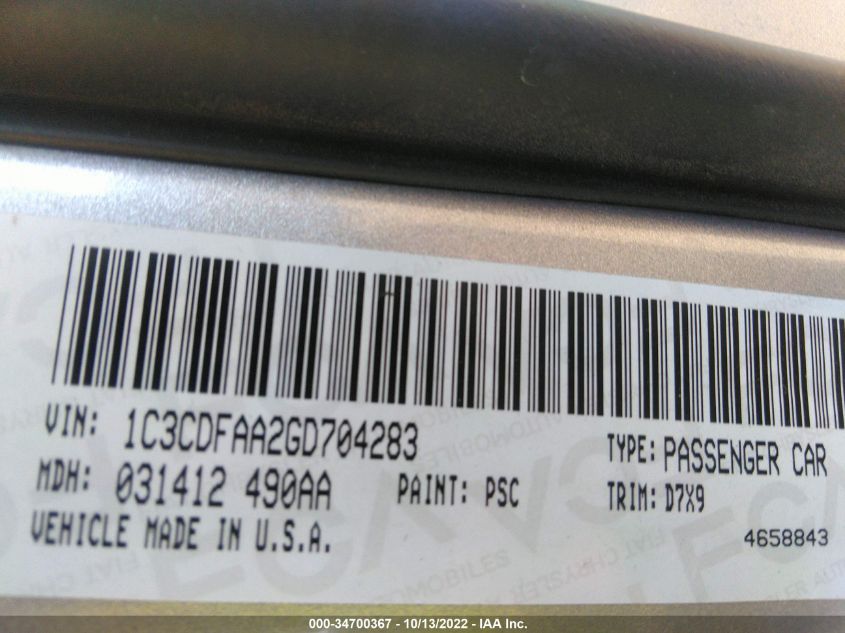 VIN: 1C3CDFAA2GD704283 TYPE: PASSENGER CAR
MDH: 031412 490AA PAINT: PSC TRIM: D7X9
VEHICLE MADE IN U.S.A. 4658843
000-34700367 - 10/13/2022 - IAA Inc.